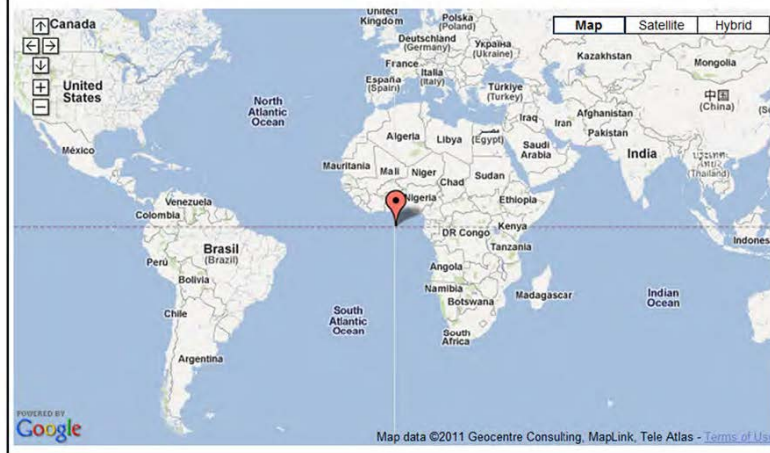 Canada
United
Kingdom
Polska
(Poland)
Map
Satellite
Hybrid
Deutschland
(Germany)
Україна
(Ukraine)
Kazakhstan
Mongolia
France
Italia
(Italy)
España
(Spain)
Türkiye
(Turkey)
United
States
North
Atlantic
Ocean
中国
(China)
Iraq
Iran
Afghanistan
Pakistan
Algeria
Libya
(Egypt)
Saudi
Arabia
India
(Thailand)
México
Mauritania
Mali
Niger
Chad
Sudan
Nigeria
Ethiopia
Venezuela
Colombia
DR Congo
Kenya
Tanzania
Brasil
(Brazil)
Perú
Bolivia
Angola
Namibia
Botswana
Madagascar
Indian
Ocean
Chile
South
Atlantic
Ocean
South
Africa
Argentina
POWERED BY
Google
Map data ©2011 Geocentre Consulting, MapLink, Tele Atlas - Terms of Us